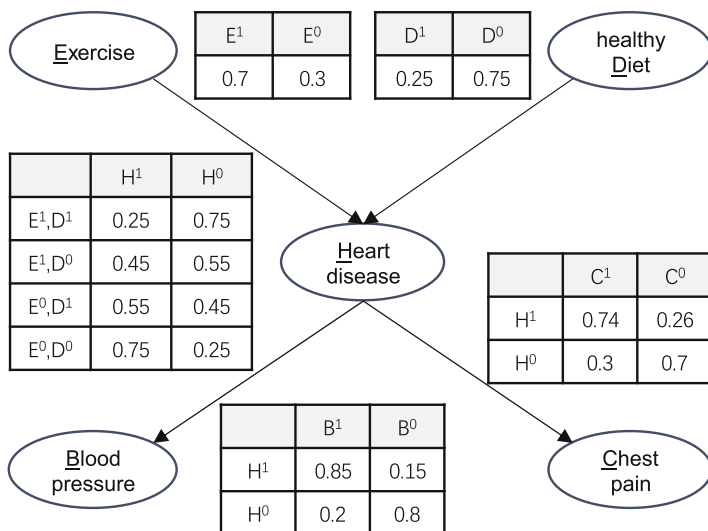 Exercise
E¹ E⁰
0.7 0.3
D¹ D⁰
0.25 0.75
healthy
Diet
H¹ H⁰
E¹,D¹ 0.25 0.75
E¹,D⁰ 0.45 0.55
E⁰,D¹ 0.55 0.45
E⁰,D⁰ 0.75 0.25
Heart
disease
C¹ C⁰
H¹ 0.74 0.26
H⁰ 0.3 0.7
Blood
pressure
B¹ B⁰
H¹ 0.85 0.15
H⁰ 0.2 0.8
Chest
pain